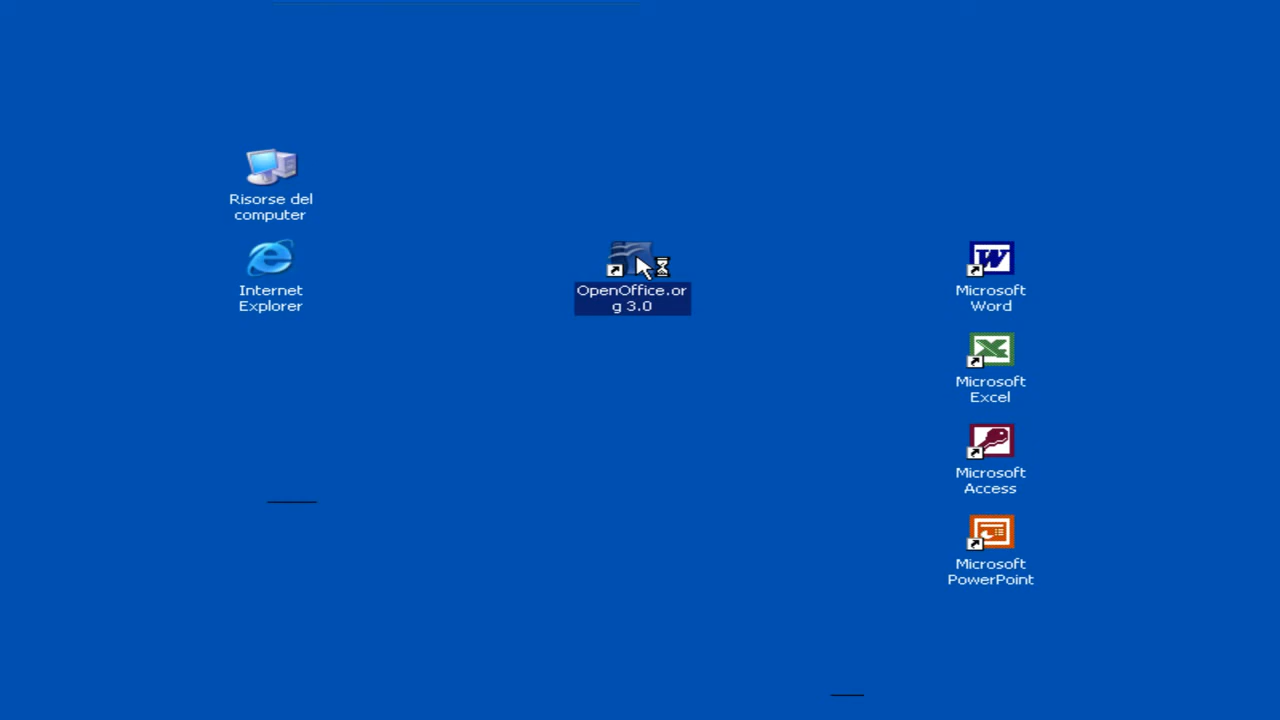 Risorse del
computer
Internet
Explorer
OpenOffice.or
g 3.0
Microsoft
Word
Microsoft
Excel
Microsoft
Access
Microsoft
PowerPoint